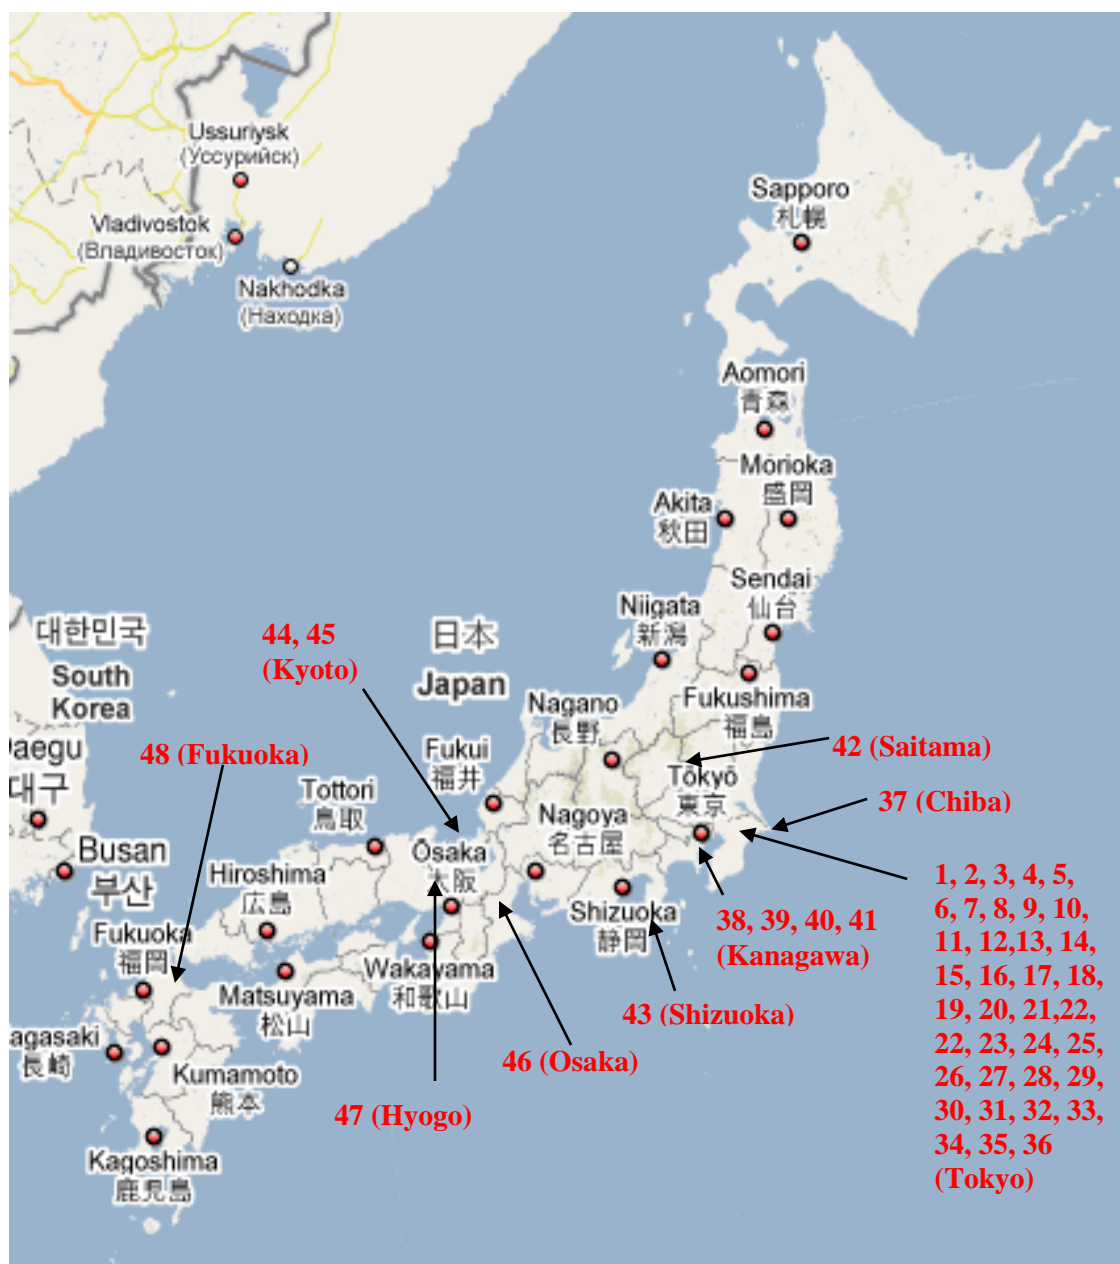 Ussuriysk
(Уссурийск)
Vladivostok
(Владивосток)
Nakhodka
(Находка)
Sapporo
札幌
Aomori
青森
Morioka
盛岡
Akita
秋田
Sendai
仙台
Niigata
新潟
대한민국
South
Korea
44, 45
(Kyoto)
日本
Japan
Fukushima
福島
Nagano
長野
42 (Saitama)
48 (Fukuoka)
Daegu
대구
Fukui
福井
Tōkyō
東京
37 (Chiba)
Tottori
鳥取
Nagoya
名古屋
Busan
부산
Ōsaka
大阪
Hiroshima
広島
Shizuoka
静岡
38, 39, 40, 41
(Kanagawa)
1, 2, 3, 4, 5,
6, 7, 8, 9, 10,
11, 12,13, 14,
15, 16, 17, 18,
19, 20, 21,22,
22, 23, 24, 25,
26, 27, 28, 29,
30, 31, 32, 33,
34, 35, 36
(Tokyo)
Fukuoka
福岡
Wakayama
和歌山
Matsuyama
松山
43 (Shizuoka)
agasaki
長崎
46 (Osaka)
Kumamoto
熊本
47 (Hyogo)
Kagoshima
鹿児島